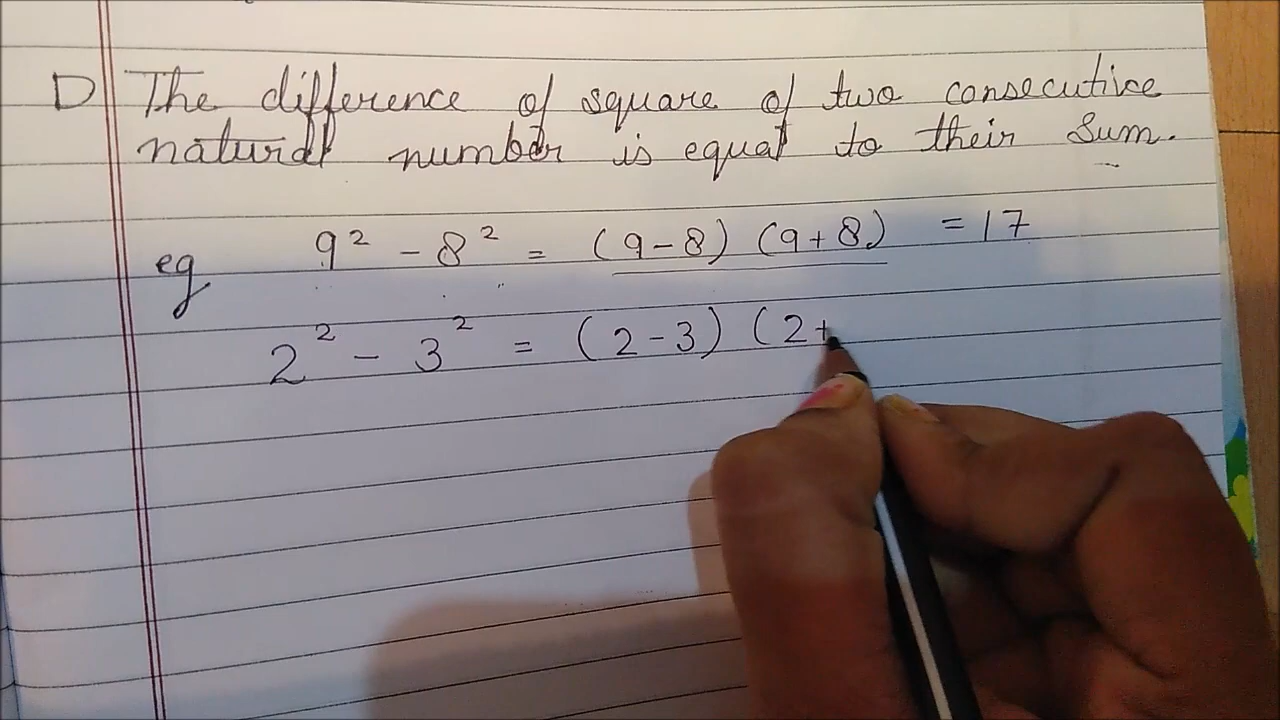 D The difference of square of two consecutive
natural number is equal to their sum.
eg 9² - 8² = (9-8) (9+8) = 17
2² - 3² = (2-3) (2+